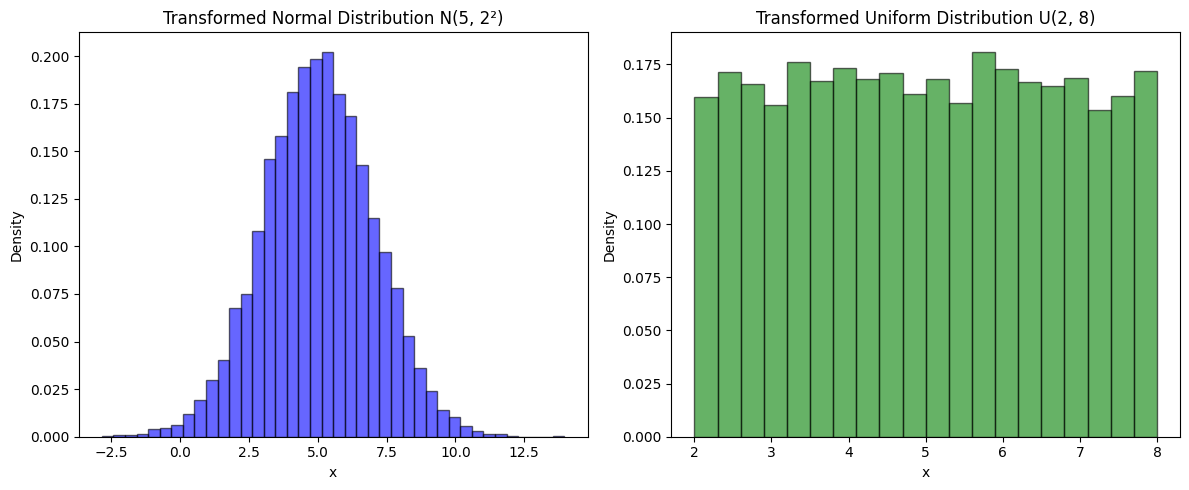 Transformed Normal Distribution N(5, 2²)
Density
0.200
0.175
0.150
0.125
0.100
0.075
0.050
0.025
0.000
−2.5 0.0 2.5 5.0 7.5 10.0 12.5
x
Transformed Uniform Distribution U(2, 8)
Density
0.175
0.150
0.125
0.100
0.075
0.050
0.025
0.000
2 3 4 5 6 7 8
x